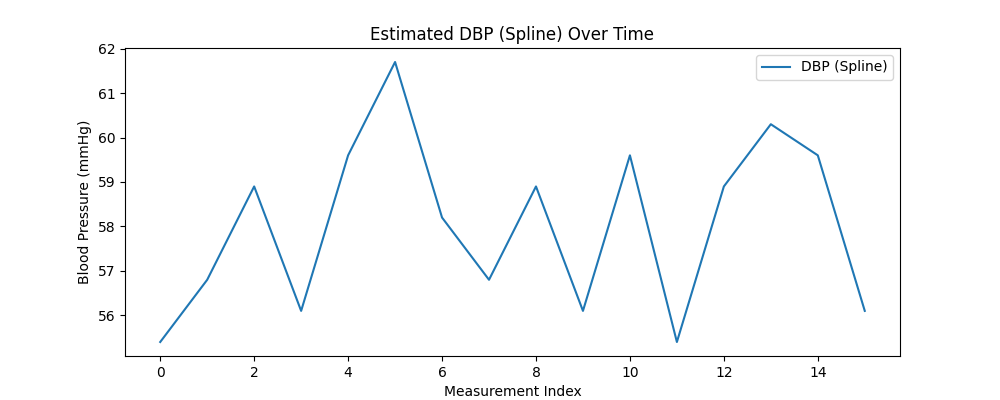 Estimated DBP (Spline) Over Time
DBP (Spline)
Blood Pressure (mmHg)
62
61
60
59
58
57
56
0 2 4 6 8 10 12 14
Measurement Index